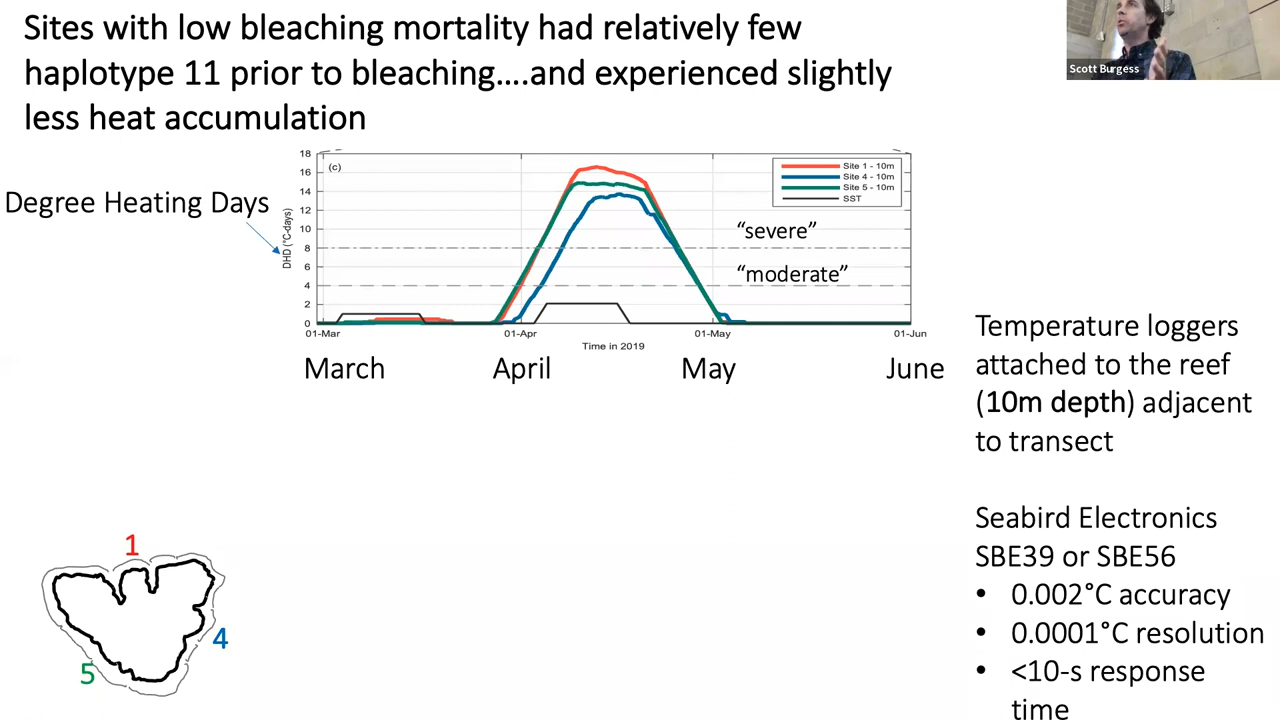 Sites with low bleaching mortality had relatively few
haplotype 11 prior to bleaching....and experienced slightly
less heat accumulation
Scott Burgess
Degree Heating Days
DHD (°C-days)
18
16
14
12
10
8
6
4
2
0
(c)
Site 1 - 10m
Site 4 - 10m
Site 5 - 10m
SST
“severe”
“moderate”
01-Mar
01-Apr
01-May
01-Jun
Time in 2019
March
April
May
June
Temperature loggers
attached to the reef
(10m depth) adjacent
to transect
Seabird Electronics
SBE39 or SBE56
• 0.002°C accuracy
• 0.0001°C resolution
• <10-s response
time
1
4
5